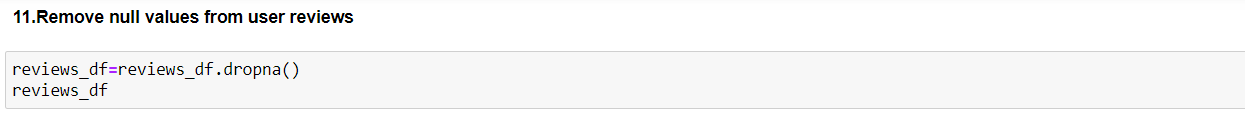 11.Remove null values from user reviews
reviews_df=reviews_df.dropna()
reviews_df